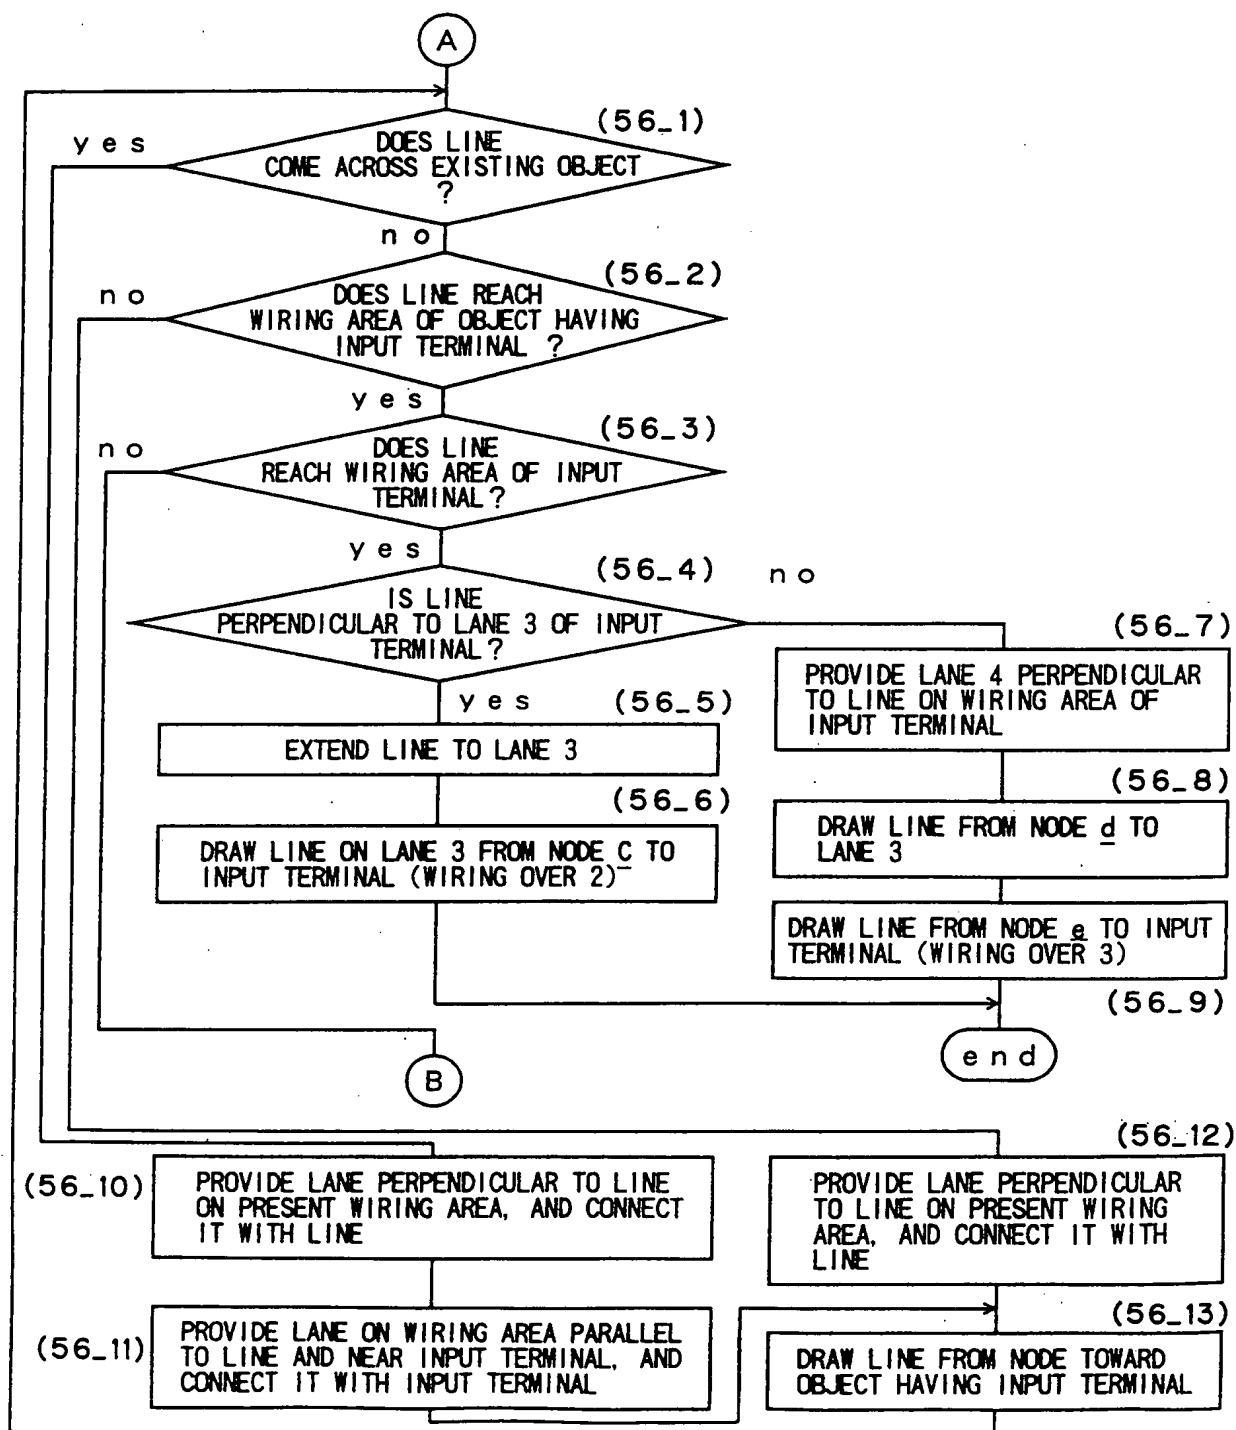 A
(56_1)
yes
DOES LINE
COME ACROSS EXISTING OBJECT
?
no
(56_2)
no
DOES LINE REACH
WIRING AREA OF OBJECT HAVING
INPUT TERMINAL ?
yes
(56_3)
no
DOES LINE
REACH WIRING AREA OF INPUT
TERMINAL?
yes
(56_4)
no
IS LINE
PERPENDICULAR TO LANE 3 OF INPUT
TERMINAL?
yes
(56_5)
EXTEND LINE TO LANE 3
(56_6)
DRAW LINE ON LANE 3 FROM NODE C TO
INPUT TERMINAL (WIRING OVER 2)
(56_7)
PROVIDE LANE 4 PERPENDICULAR
TO LINE ON WIRING AREA OF
INPUT TERMINAL
(56_8)
DRAW LINE FROM NODE d TO
LANE 3
DRAW LINE FROM NODE e TO INPUT
TERMINAL (WIRING OVER 3)
(56_9)
end
B
(56_10)
PROVIDE LANE PERPENDICULAR TO LINE
ON PRESENT WIRING AREA, AND CONNECT
IT WITH LINE
(56_11)
PROVIDE LANE ON WIRING AREA PARALLEL
TO LINE AND NEAR INPUT TERMINAL, AND
CONNECT IT WITH INPUT TERMINAL
(56_12)
PROVIDE LANE PERPENDICULAR
TO LINE ON PRESENT WIRING
AREA, AND CONNECT IT WITH
LINE
(56_13)
DRAW LINE FROM NODE TOWARD
OBJECT HAVING INPUT TERMINAL